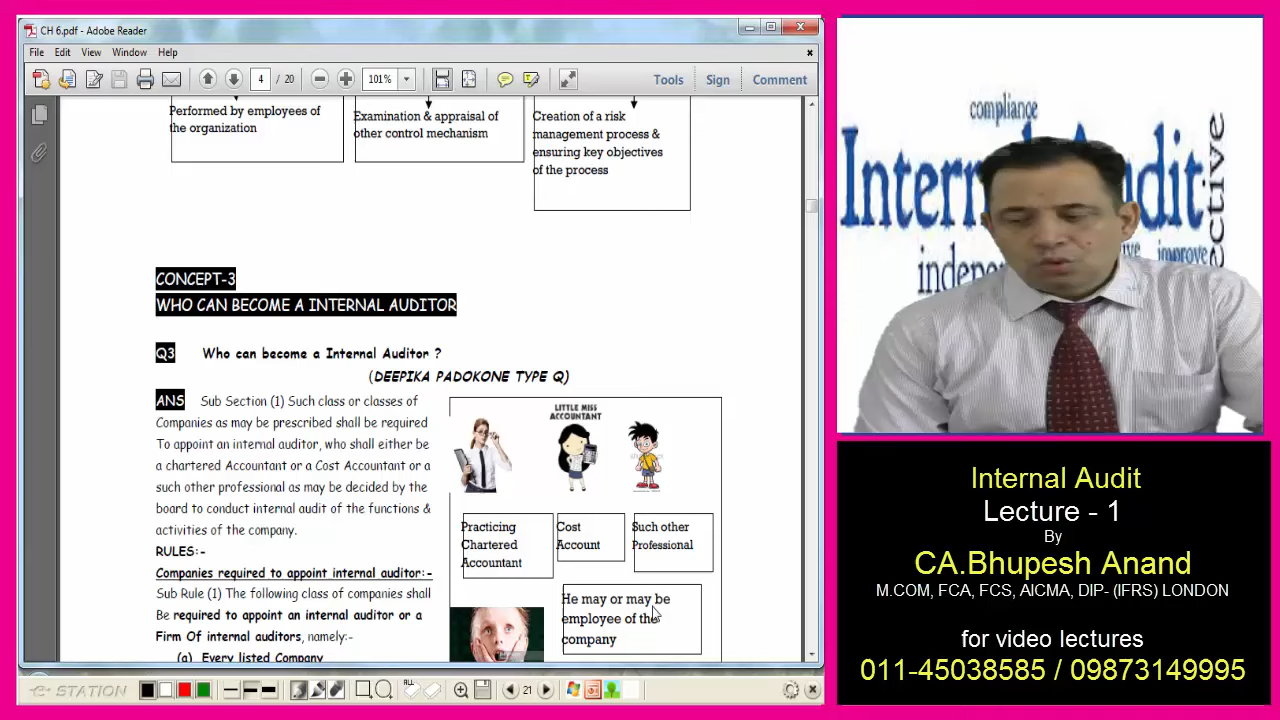 CH 6.pdf - Adobe Reader
File Edit View Window Help
4 / 20 101% Tools Sign Comment
Performed by employees of
the organization
Examination & appraisal of
other control mechanism
Creation of a risk
management process &
ensuring key objectives
of the process
CONCEPT-3
WHO CAN BECOME A INTERNAL AUDITOR
Q3 Who can become a Internal Auditor ?
(DEEPIKA PADOKONE TYPE Q)
ANS Sub Section (1) Such class or classes of
Companies as may be prescribed shall be required
To appoint an internal auditor, who shall either be
a chartered Accountant or a Cost Accountant or a
such other professional as may be decided by the
board to conduct internal audit of the functions &
activities of the company.
RULES:-
Companies required to appoint internal auditor:-
Sub Rule (1) The following class of companies shall
Be required to appoint an internal auditor or a
Firm Of internal auditors, namely:-
(a) Every listed Company
LITTLE MISS
ACCOUNTANT
Practicing
Chartered
Accountant
Cost
Account
Such other
Professional
He may or may be
employee of the
company
e-STATION
ALL
21
compliance
Internal Audit
ective
improve
Internal Audit
Lecture - 1
By
CA.Bhupesh Anand
M.COM, FCA, FCS, AICMA, DIP- (IFRS) LONDON
for video lectures
011-45038585 / 09873149995